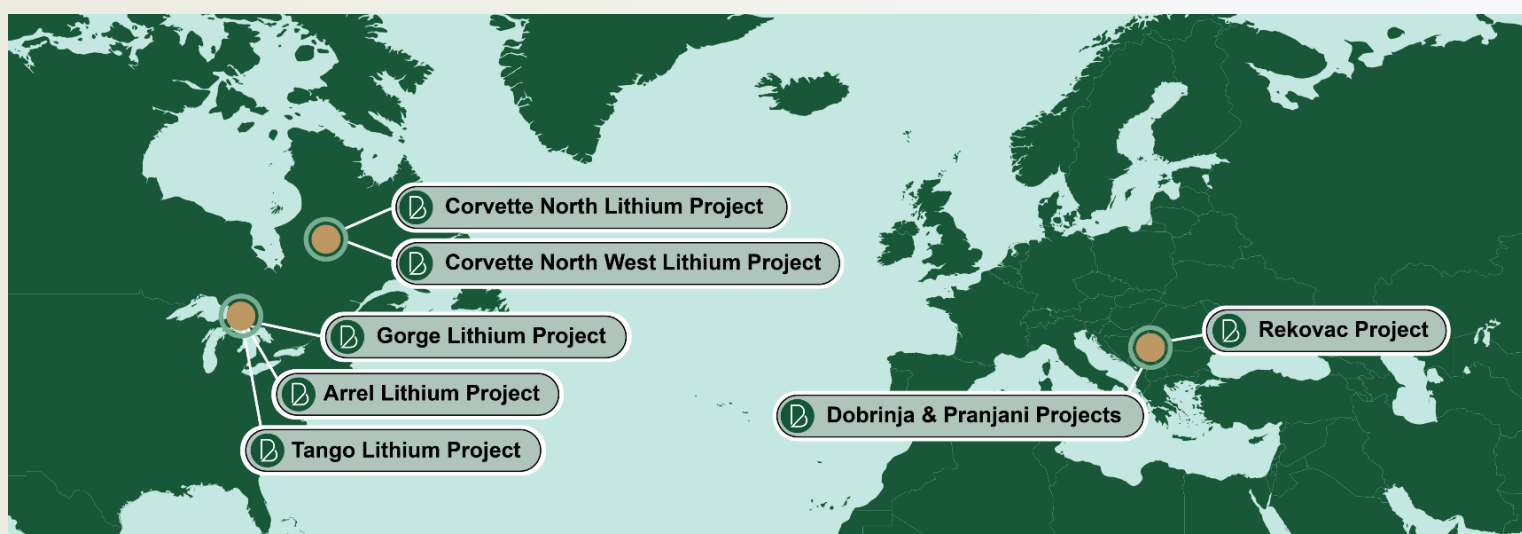 Corvette North Lithium Project
Corvette North West Lithium Project
Gorge Lithium Project
Arrel Lithium Project
Tango Lithium Project
Rekovac Project
Dobrinja & Pranjani Projects